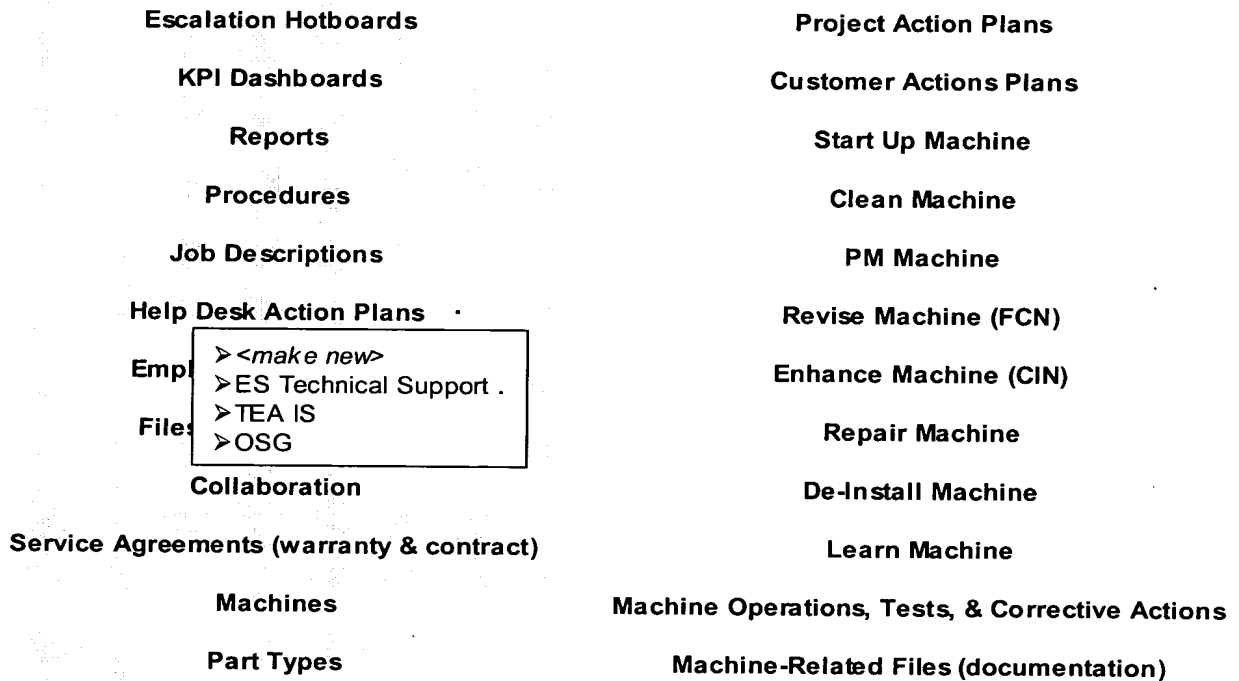 Escalation Hotboards
KPI Dashboards
Reports
Procedures
Job Descriptions
Help Desk Action Plans
➢<make new>
➢ES Technical Support .
➢TEA IS
➢OSG
Collaboration
Service Agreements (warranty & contract)
Machines
Part Types
Project Action Plans
Customer Actions Plans
Start Up Machine
Clean Machine
PM Machine
Revise Machine (FCN)
Enhance Machine (CIN)
Repair Machine
De-Install Machine
Learn Machine
Machine Operations, Tests, & Corrective Actions
Machine-Related Files (documentation)